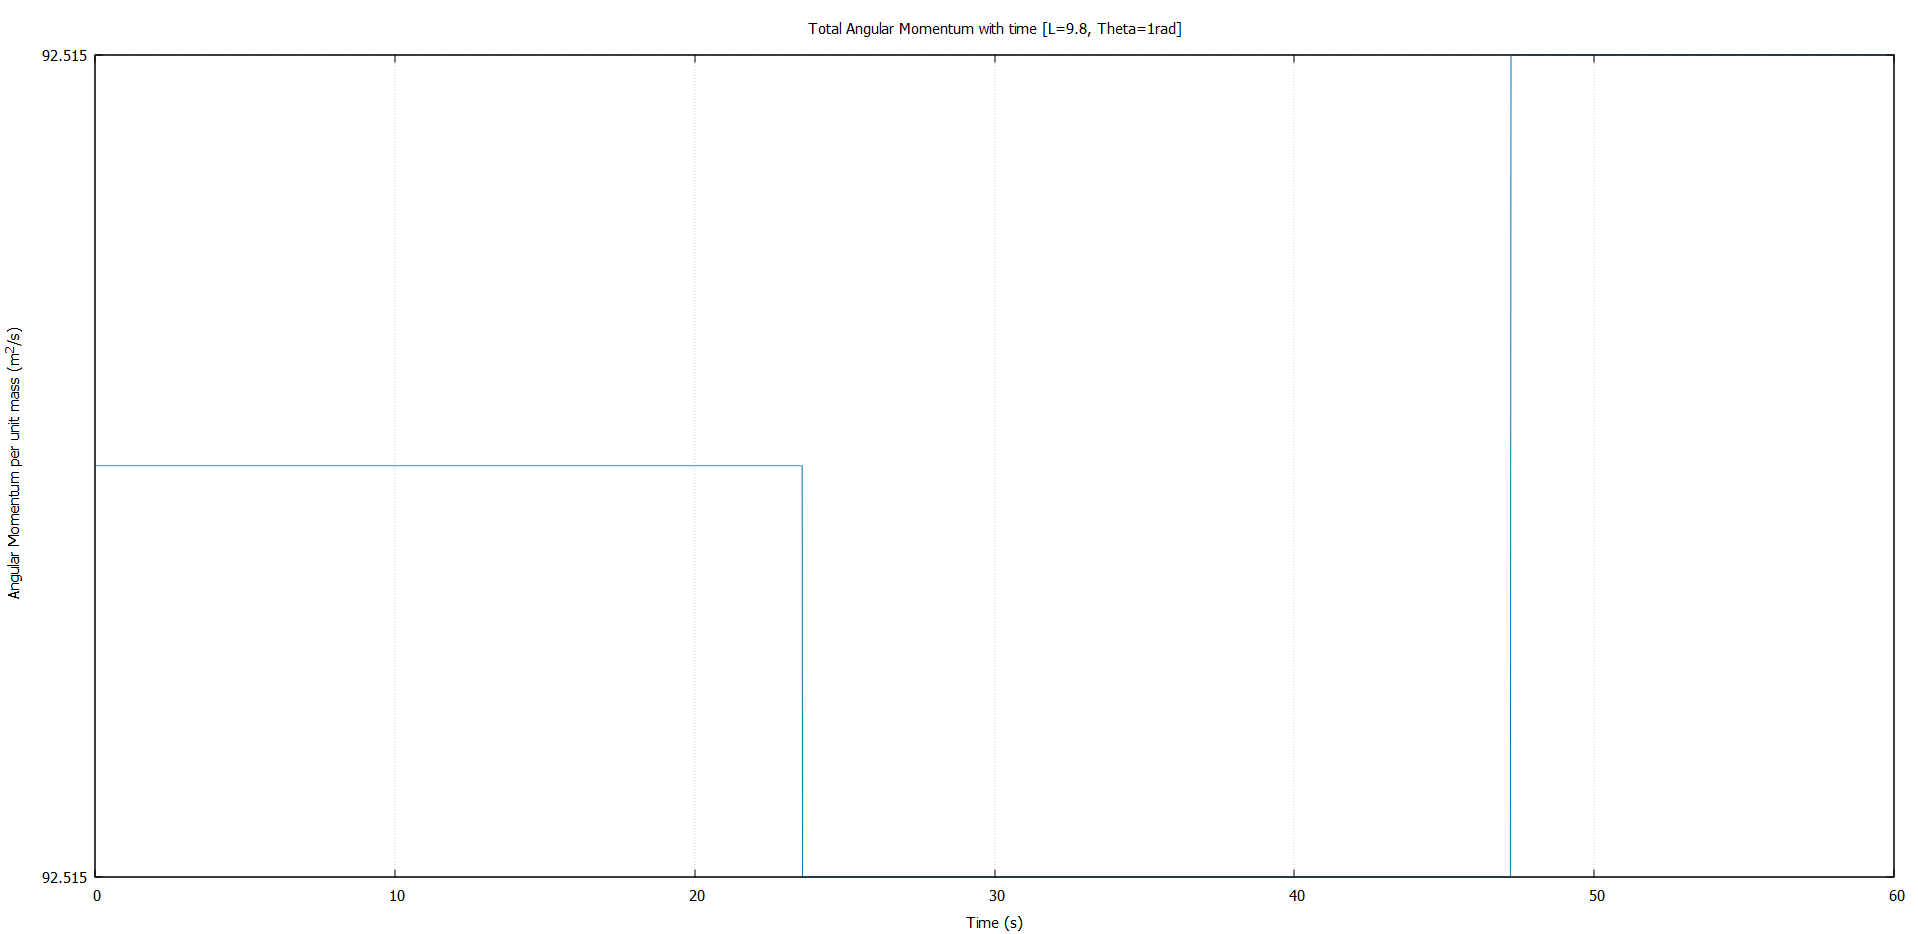 Total Angular Momentum with time [L=9.8, Theta=1rad]
92.515
Angular Momentum per unit mass (m²/s)
92.515
0 10 20 30 40 50 60
Time (s)